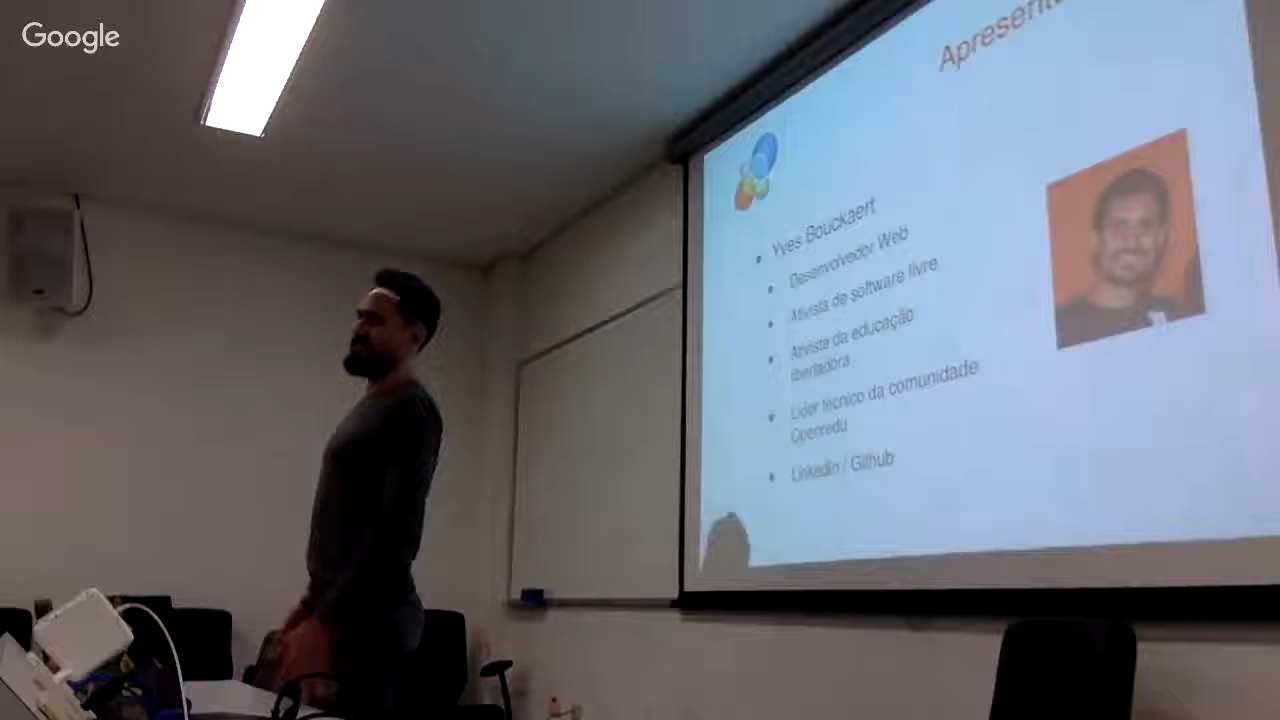 Google
Yves Bouckaert
Desenvolvedor Web
Ativista de software livre
Ativista da educação
libertadora
Líder técnico da comunidade
Openredu
Linkedin / Github